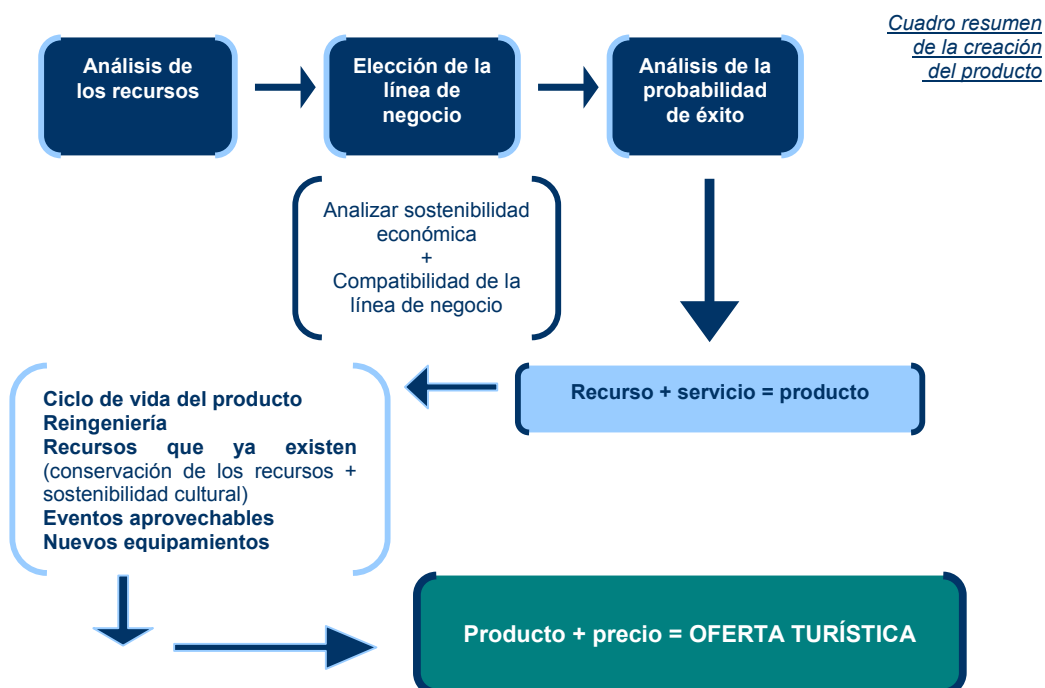 Cuadro resumen
de la creación
del producto
Análisis de
los recursos
Elección de la
línea de
negocio
Análisis de la
probabilidad
de éxito
Analizar sostenibilidad
económica
+
Compatibilidad de la
línea de negocio
Recurso + servicio = producto
Ciclo de vida del producto
Reingeniería
Recursos que ya existen
(conservación de los recursos +
sostenibilidad cultural)
Eventos aprovechables
Nuevos equipamientos
Producto + precio = OFERTA TURÍSTICA